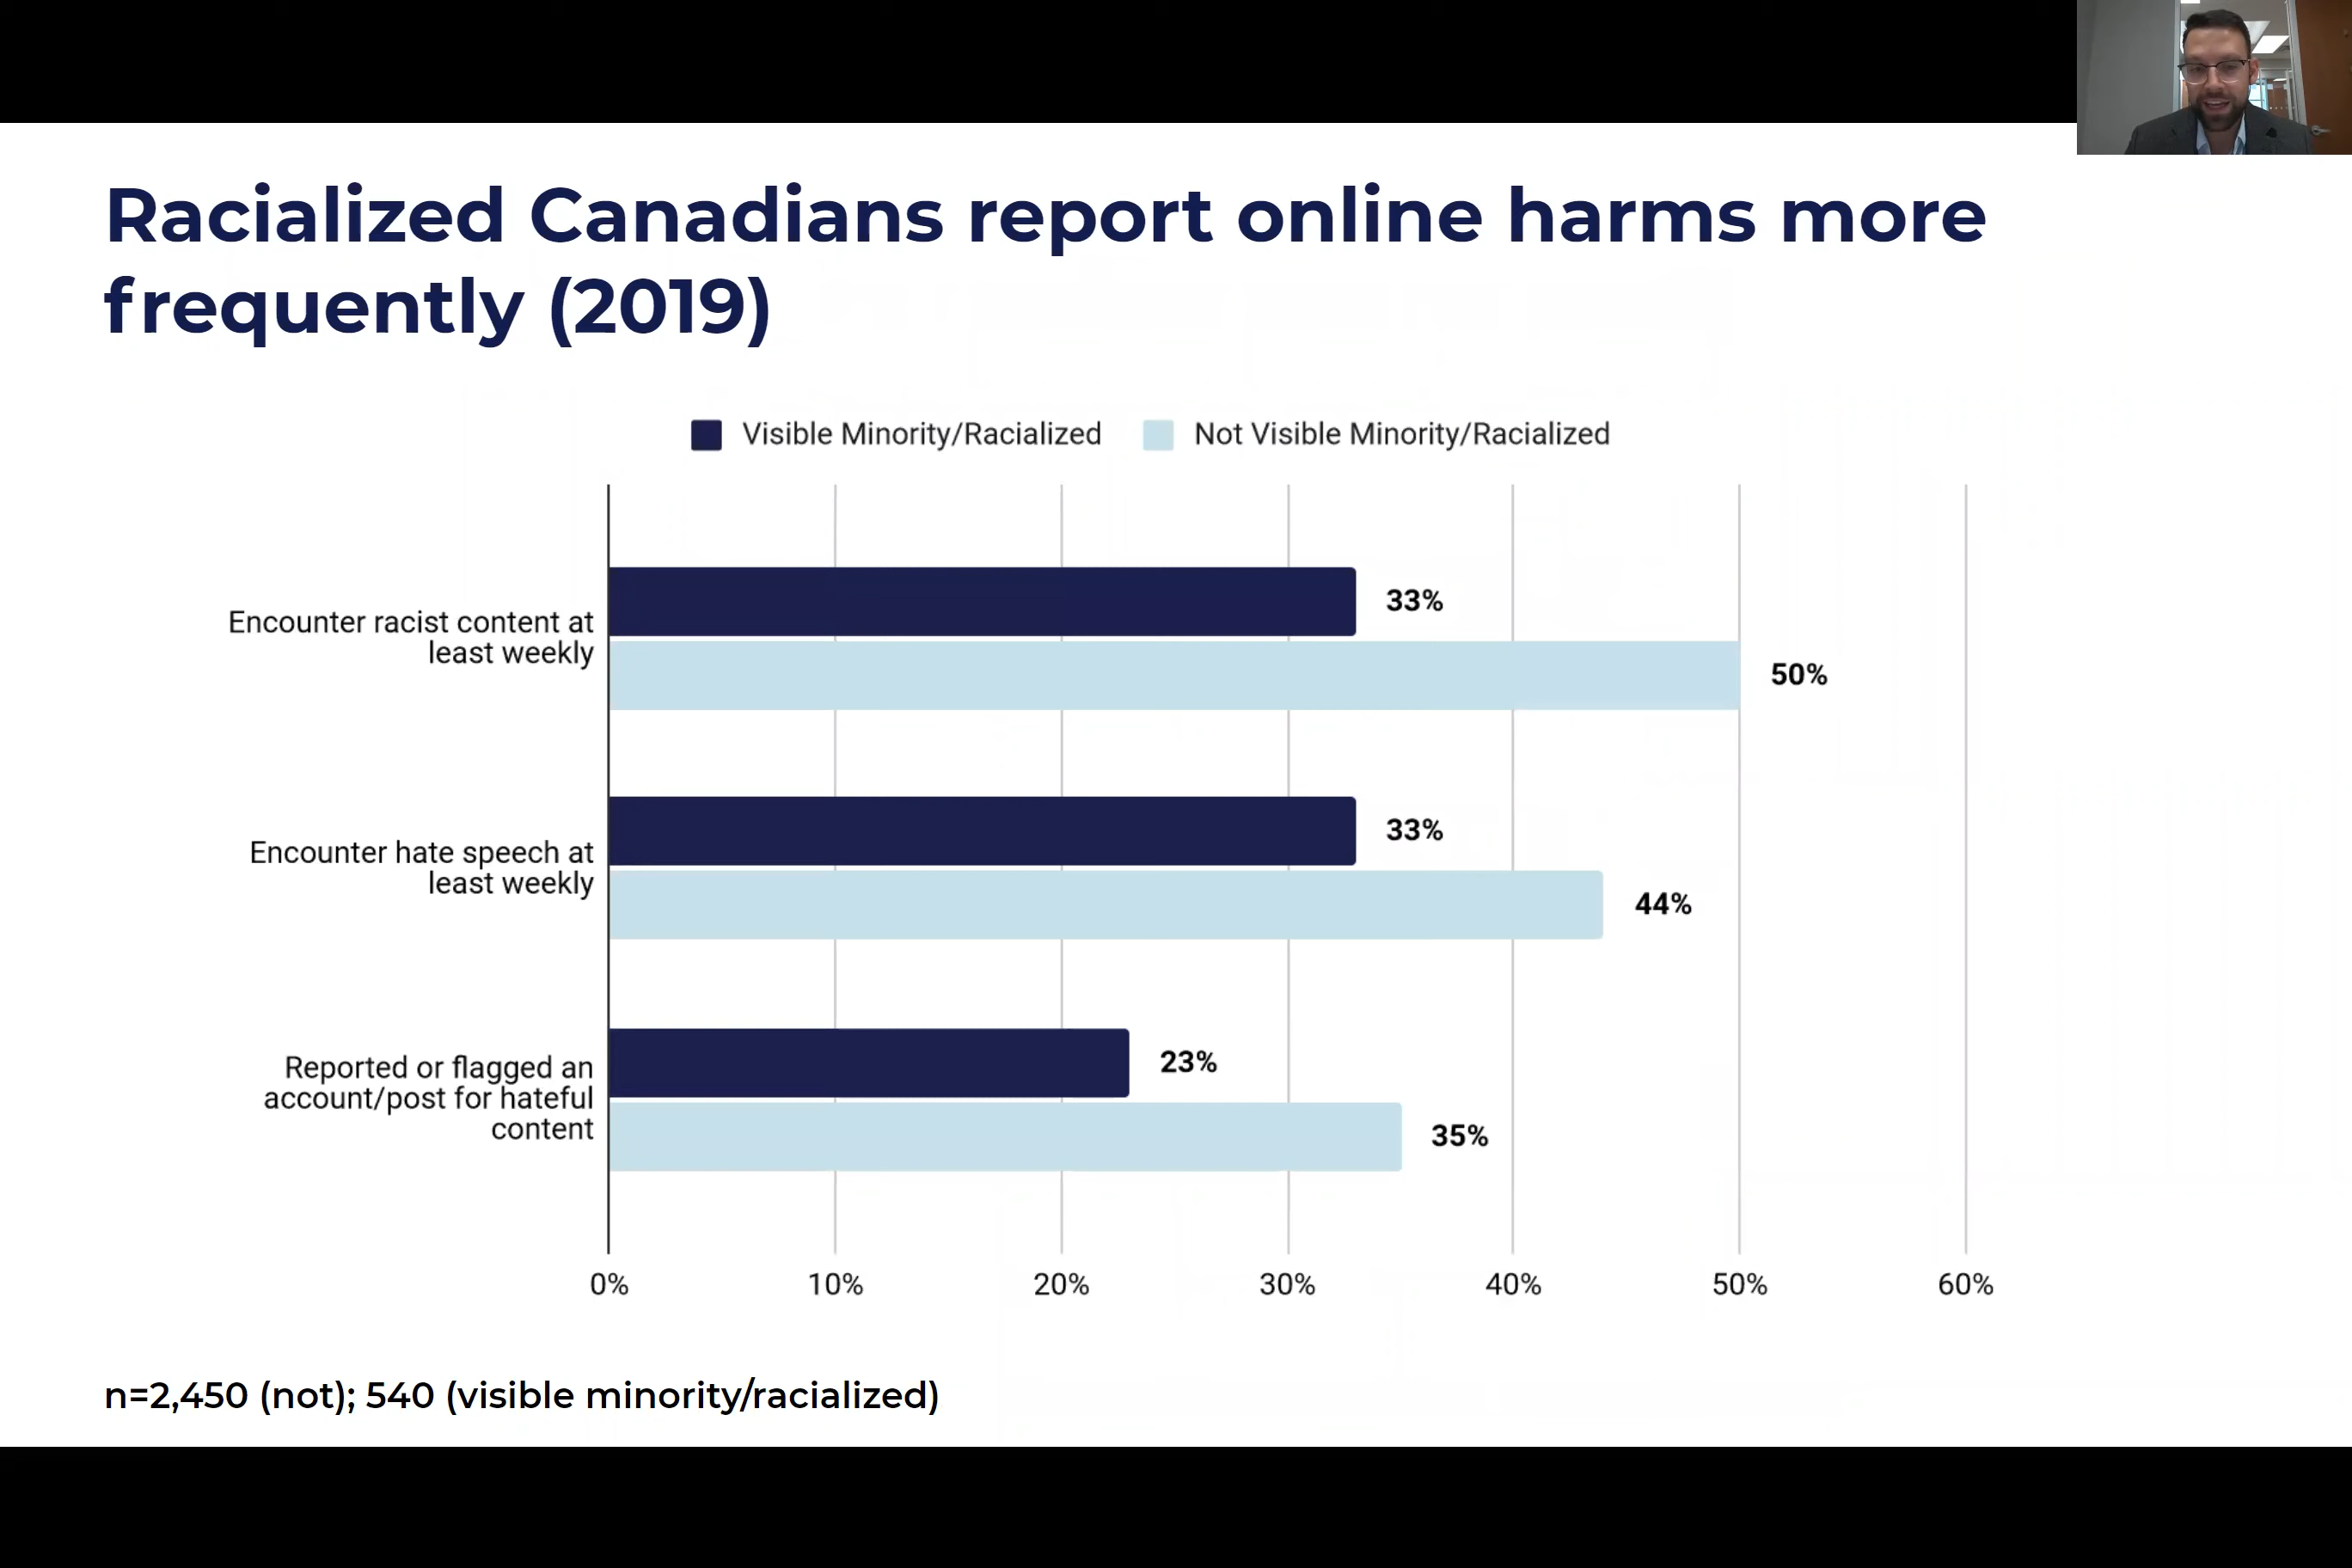 Racialized Canadians report online harms more
frequently (2019)
Visible Minority/Racialized
Not Visible Minority/Racialized
Encounter racist content at
least weekly
33%
50%
Encounter hate speech at
least weekly
33%
44%
Reported or flagged an
account/post for hateful
content
23%
35%
0% 10% 20% 30% 40% 50% 60%
n=2,450 (not); 540 (visible minority/racialized)